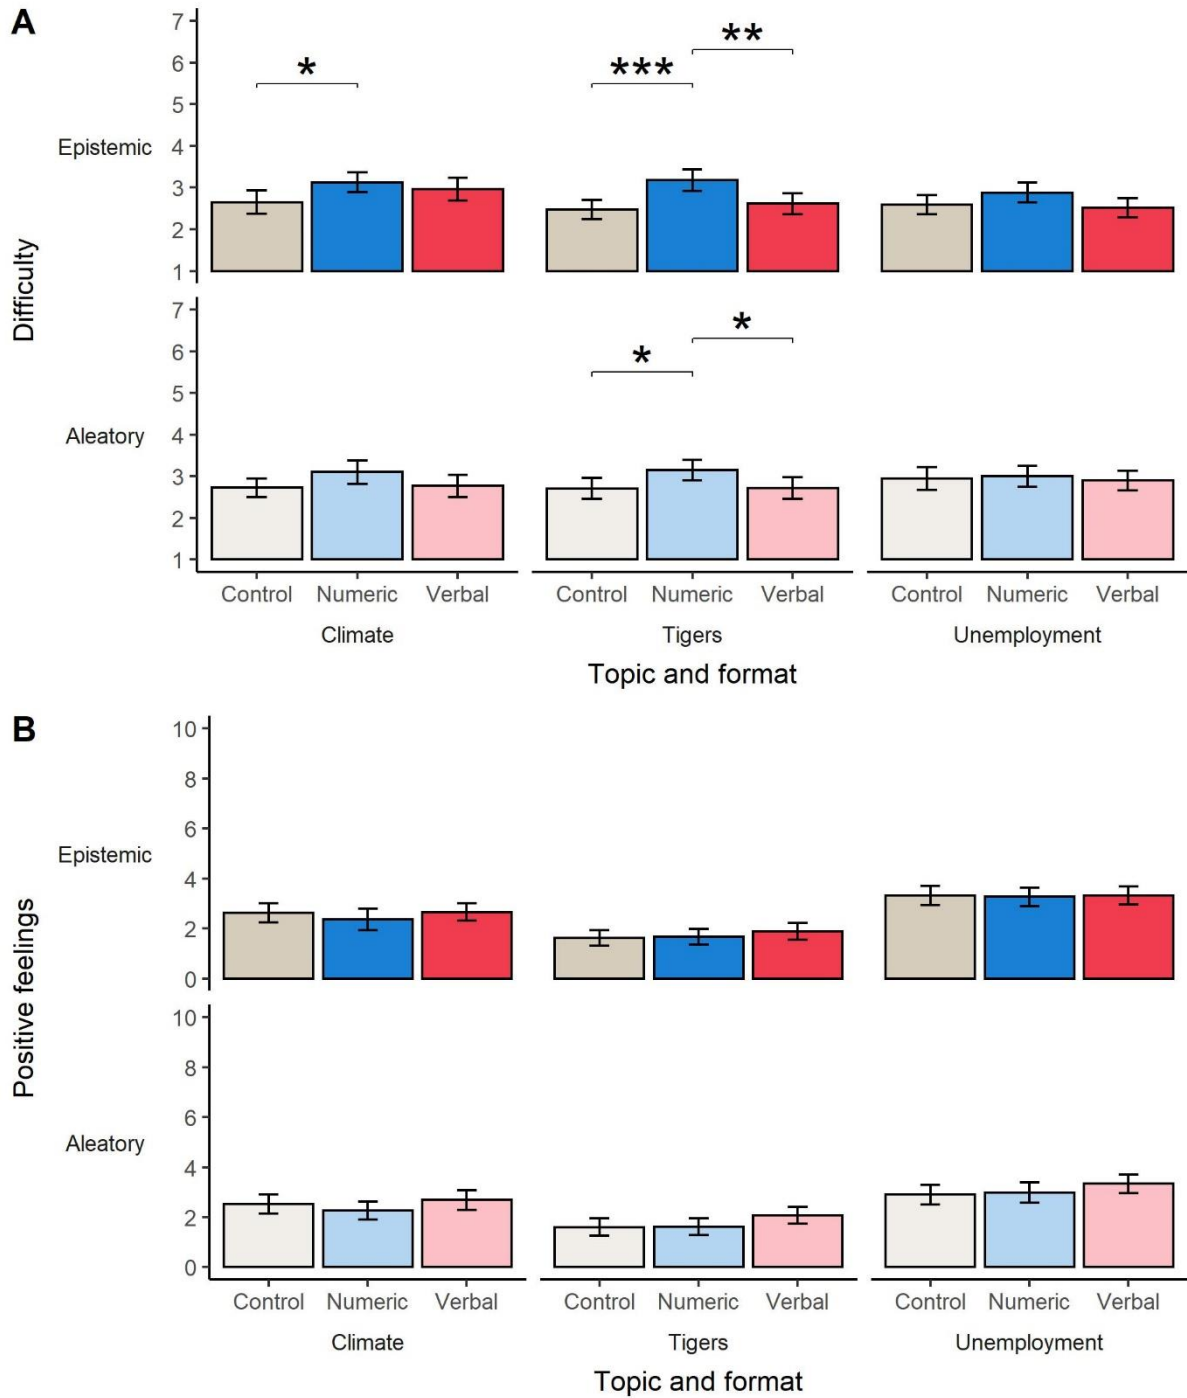 A
7
6
5
4
3
2
1
Epistemic
*
***
**
Difficulty
7
6
5
4
3
2
1
Aleatory
*
*
Control Numeric Verbal Control Numeric Verbal Control Numeric Verbal
Climate Tigers Unemployment
Topic and format
B
10
8
6
4
2
0
Epistemic
Positive feelings
10
8
6
4
2
0
Aleatory
Control Numeric Verbal Control Numeric Verbal Control Numeric Verbal
Climate Tigers Unemployment
Topic and format